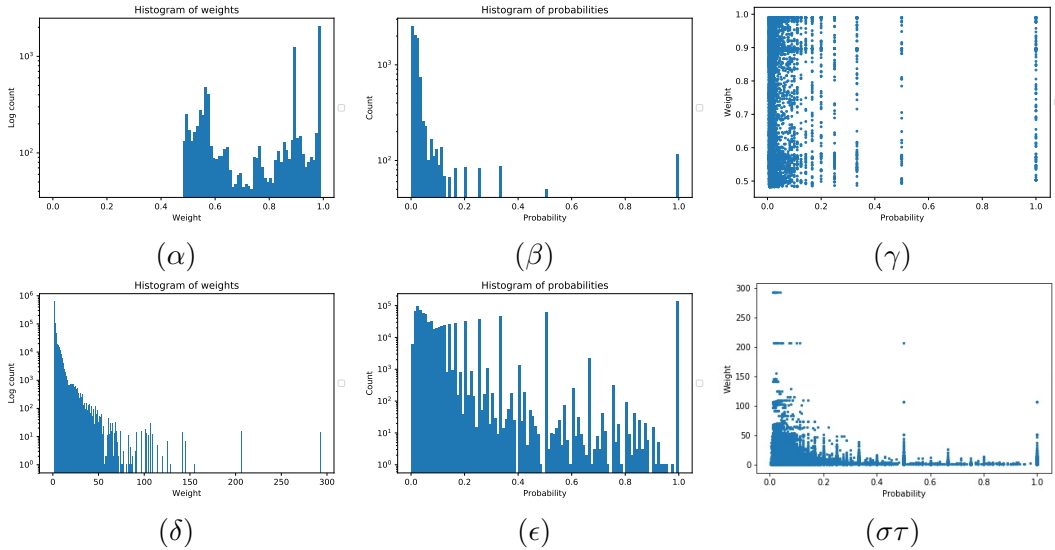 Histogram of weights
Log count
10³
10²
0.0 0.2 0.4 0.6 0.8 1.0
Weight
(α)
Histogram of probabilities
Count
10³
10²
0.0 0.2 0.4 0.6 0.8 1.0
Probability
(β)
Weight
1.0
0.9
0.8
0.7
0.6
0.5
0.0 0.2 0.4 0.6 0.8 1.0
Probability
(γ)
Histogram of weights
Log count
10⁶
10⁵
10⁴
10³
10²
10¹
10⁰
0 50 100 150 200 250 300
Weight
(δ)
Histogram of probabilities
Count
10⁵
10⁴
10³
10²
10¹
10⁰
0.0 0.2 0.4 0.6 0.8 1.0
Probability
(ϵ)
Weight
300
250
200
150
100
50
0
0.0 0.2 0.4 0.6 0.8 1.0
Probability
(στ)